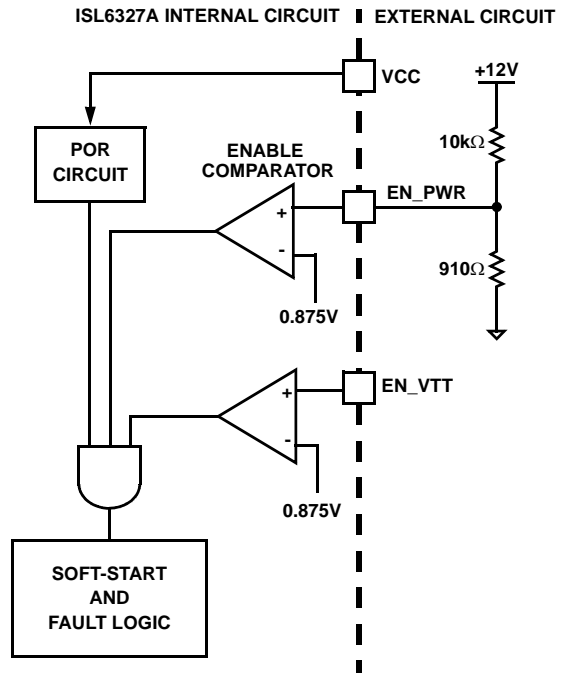 ISL6327A INTERNAL CIRCUIT
EXTERNAL CIRCUIT
VCC
+12V
POR
CIRCUIT
10kΩ
ENABLE
COMPARATOR
EN_PWR
+
-
910Ω
0.875V
EN_VTT
+
-
0.875V
SOFT-START
AND
FAULT LOGIC